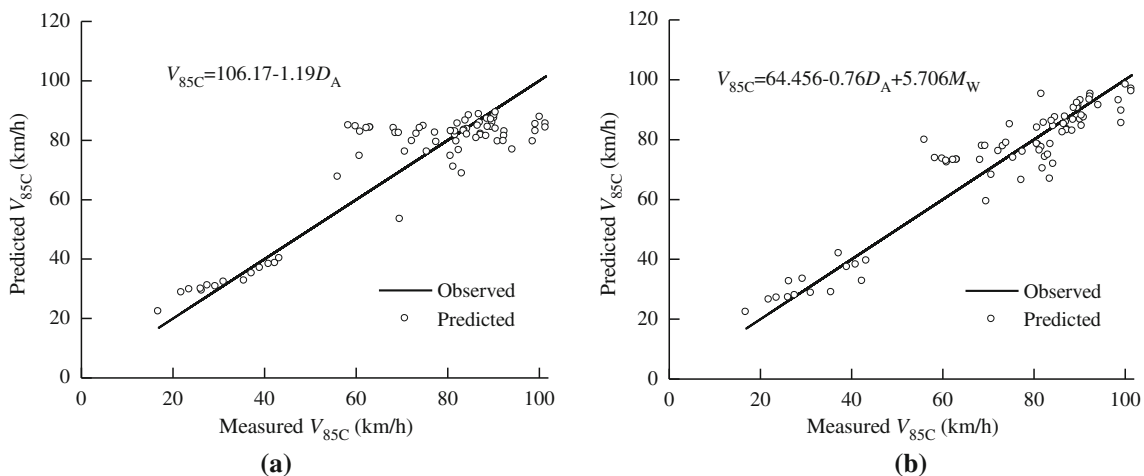 120
100
80
60
40
20
0
Predicted V85C (km/h)
V85C=106.17-1.19DA
Observed
Predicted
0 20 40 60 80 100
Measured V85C (km/h)
(a)
120
100
80
60
40
20
0
Predicted V85C (km/h)
V85C=64.456-0.76DA+5.706MW
Observed
Predicted
0 20 40 60 80 100
Measured V85C (km/h)
(b)